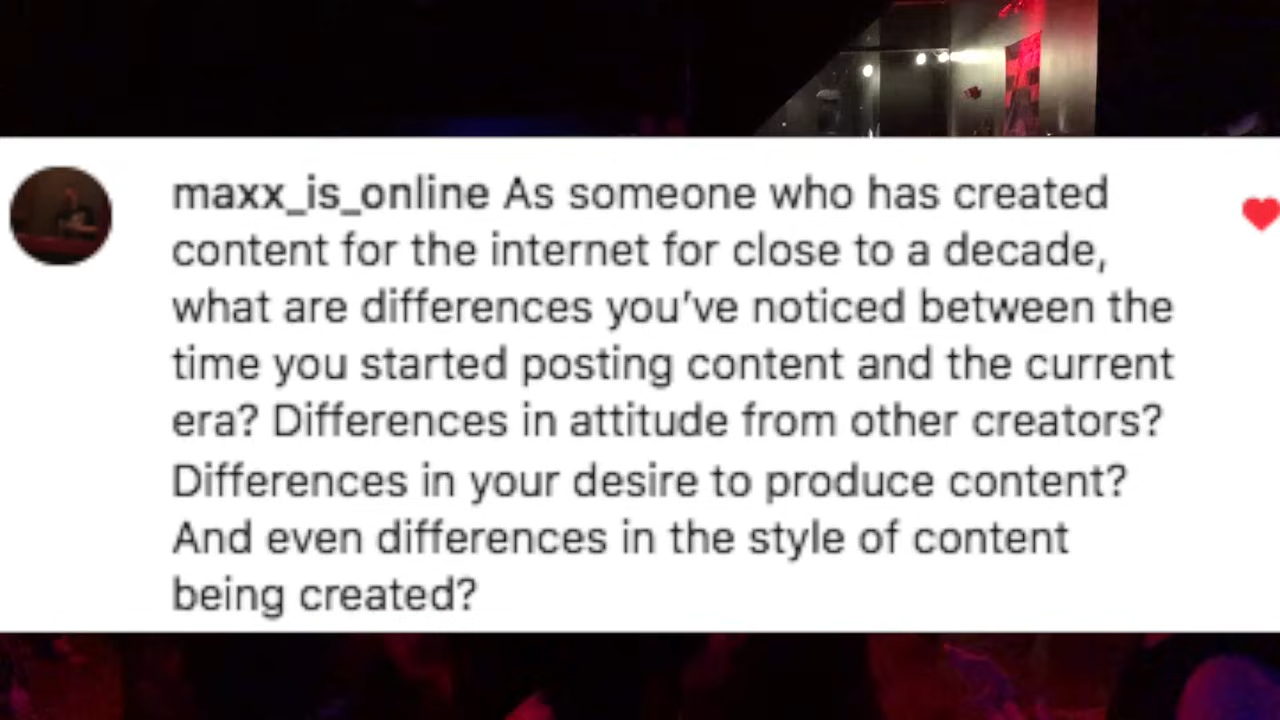 maxx_is_online As someone who has created
content for the internet for close to a decade,
what are differences you’ve noticed between the
time you started posting content and the current
era? Differences in attitude from other creators?
Differences in your desire to produce content?
And even differences in the style of content
being created?